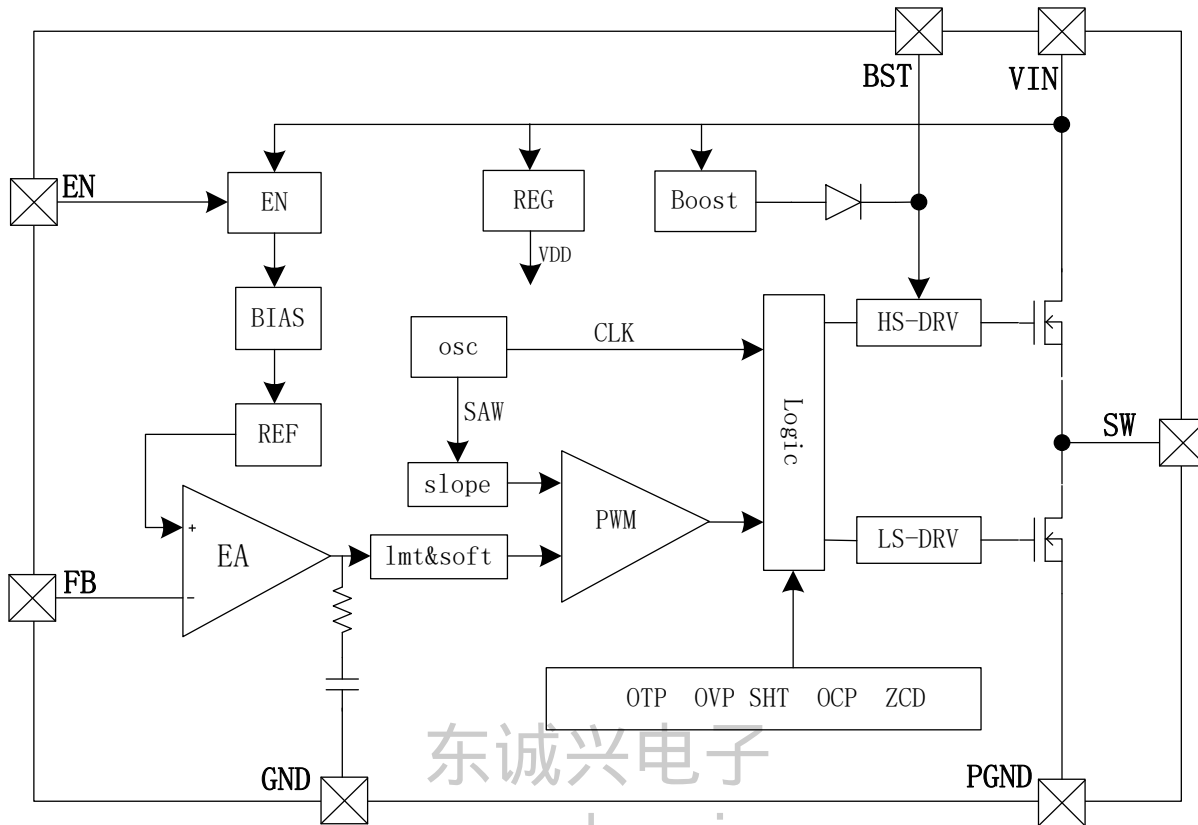 BST
VIN
EN
EN
REG
Boost
VDD
BIAS
HS-DRV
osc
CLK
SAW
Logic
REF
SW
slope
PWM
+
EA
lmt&soft
LS-DRV
FB
-
OTP OVP SHT OCP ZCD
东诚兴电子
GND
PGND